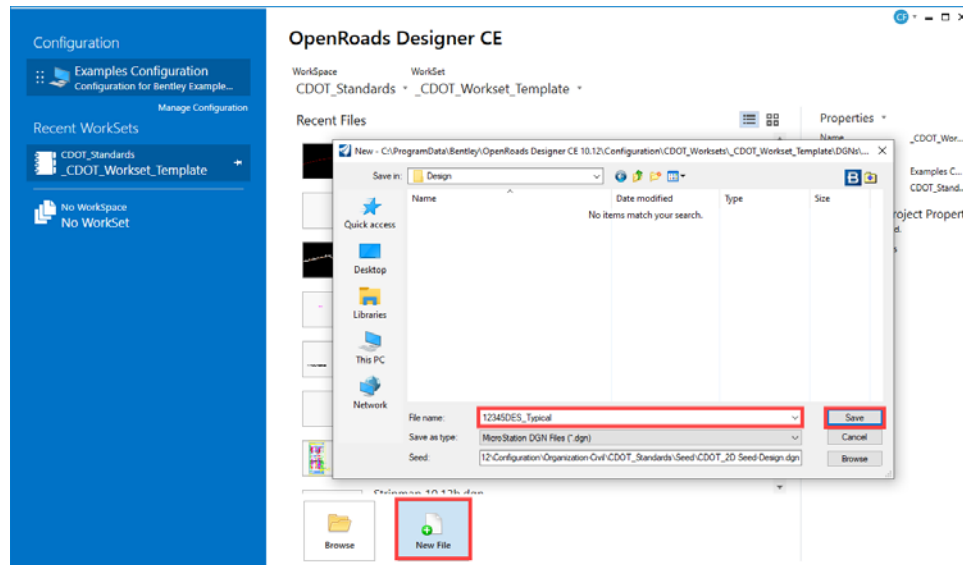 CF
Configuration
Examples Configuration
Configuration for Bentley Example...
Manage Configuration
Recent WorkSets
CDOT_Standards
_CDOT_Workset_Template
No WorkSpace
No WorkSet
OpenRoads Designer CE
WorkSpace WorkSet
CDOT_Standards _CDOT_Workset_Template
Recent Files
Properties
Name _CDOT_Wor...
Examples C...
CDOT_Stand...
roject Propert
d.
s
New - C:\ProgramData\Bentley\OpenRoads Designer CE 10.12\Configuration\CDOT_Worksets\_CDOT_Workset_Template\DGNs\...
Save in: Design
B
Name Date modified Type Size
No items match your search.
Quick access
Desktop
Libraries
This PC
Network
File name: 12345DES_Typical Save
Save as type: MicroStation DGN Files (*.dgn) Cancel
Seed: 12\Configuration\Organization-Civil\CDOT_Standards\Seed\CDOT_2D Seed-Design.dgn Browse
Browse
New File